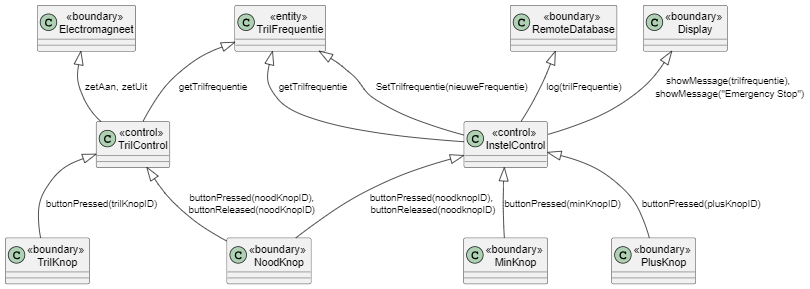 C «boundary» Electromagneet
C «entity» TrilFrequentie
C «boundary» RemoteDatabase
C «boundary» Display
zetAan, zetUit
getTrilfrequentie
getTrilfrequentie
SetTrilfrequentie(nieuweFrequentie)
log(trilFrequentie)
showMessage(trilfrequentie),
showMessage("Emergency Stop")
C «control» TrilControl
C «control» InstelControl
buttonPressed(trilKnopID)
buttonPressed(noodKnopID),
buttonReleased(noodKnopID)
buttonPressed(noodknopID),
buttonReleased(noodknopID)
buttonPressed(minKnopID)
buttonPressed(plusKnopID)
C «boundary» TrilKnop
C «boundary» NoodKnop
C «boundary» MinKnop
C «boundary» PlusKnop